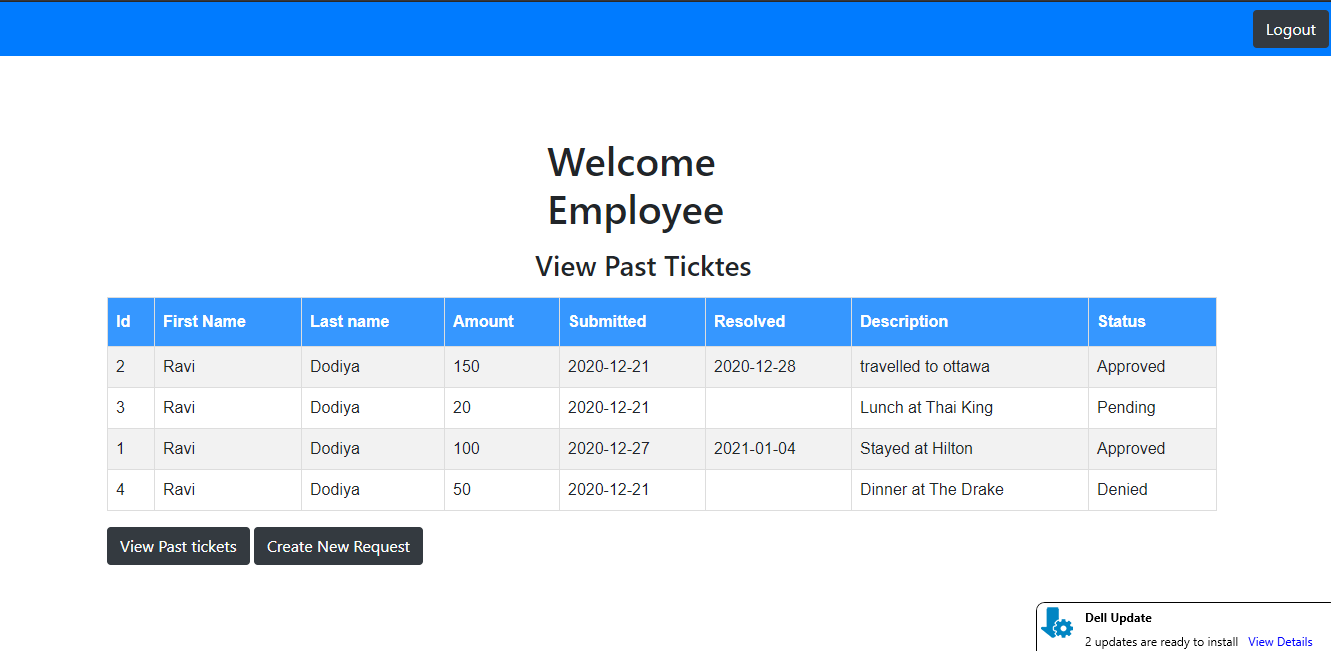 Logout
Welcome
Employee
View Past Ticktes
Id First Name Last name Amount Submitted Resolved Description Status
2 Ravi Dodiya 150 2020-12-21 2020-12-28 travelled to ottawa Approved
3 Ravi Dodiya 20 2020-12-21 Lunch at Thai King Pending
1 Ravi Dodiya 100 2020-12-27 2021-01-04 Stayed at Hilton Approved
4 Ravi Dodiya 50 2020-12-21 Dinner at The Drake Denied
View Past tickets Create New Request
Dell Update
2 updates are ready to install View Details